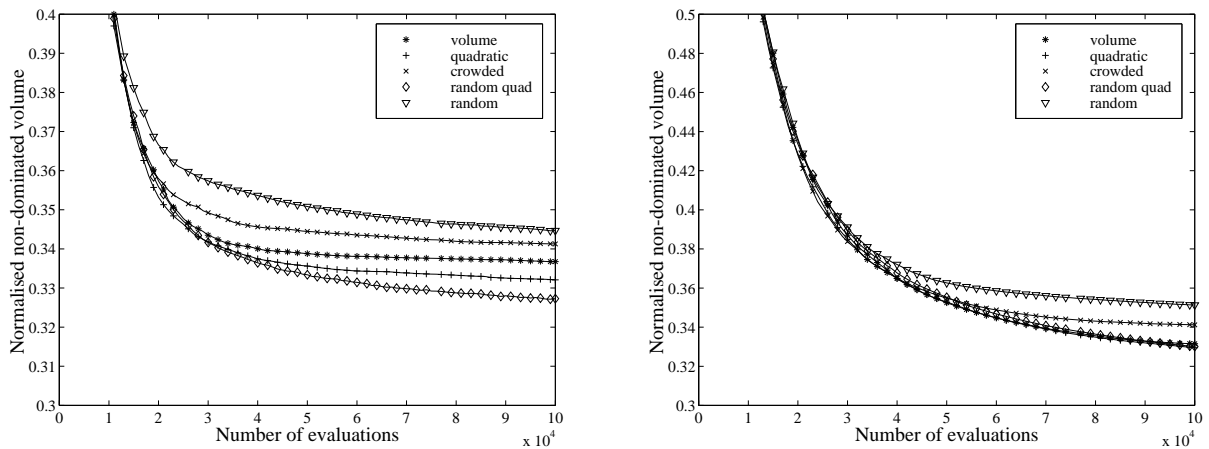 Normalised non-dominated volume
0.4
0.39
0.38
0.37
0.36
0.35
0.34
0.33
0.32
0.31
0.3
volume
quadratic
crowded
random quad
random
0 1 2 3 4 5 6 7 8 9 10
Number of evaluations
x 10^4
Normalised non-dominated volume
0.5
0.48
0.46
0.44
0.42
0.4
0.38
0.36
0.34
0.32
0.3
volume
quadratic
crowded
random quad
random
0 1 2 3 4 5 6 7 8 9 10
Number of evaluations
x 10^4